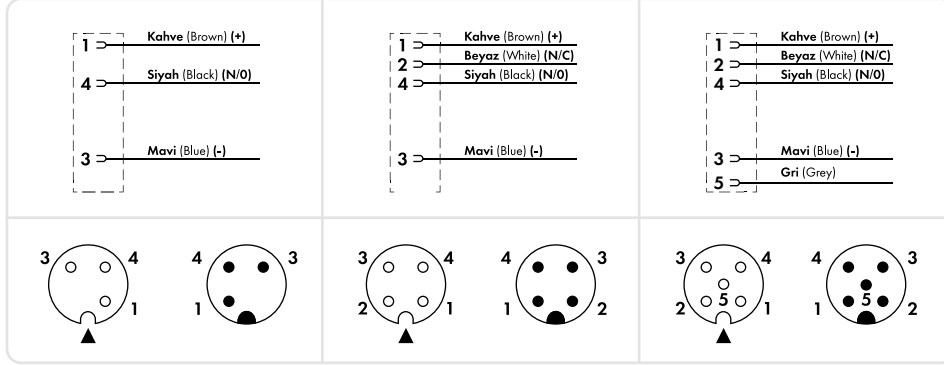 1 Kahve (Brown) (+)
4 Siyah (Black) (N/0)
3 Mavi (Blue) (-)
1 Kahve (Brown) (+)
2 Beyaz (White) (N/C)
4 Siyah (Black) (N/0)
3 Mavi (Blue) (-)
1 Kahve (Brown) (+)
2 Beyaz (White) (N/C)
4 Siyah (Black) (N/0)
3 Mavi (Blue) (-)
5 Gri (Grey)
3 4
1
4 3
1
3 4
2 1
4 3
1 2
3 4
5
2 1
4 3
5
1 2